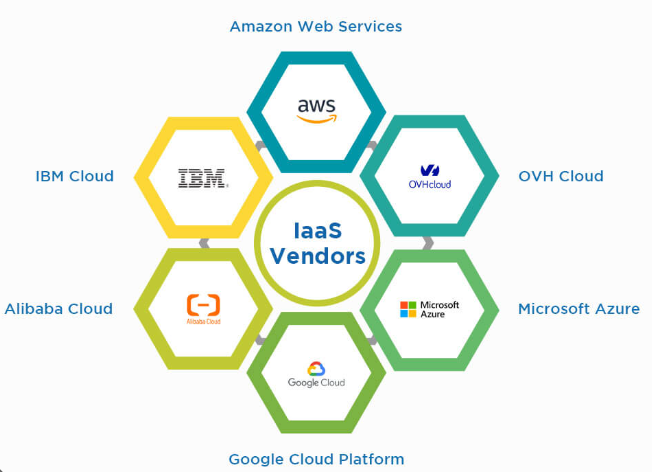 Amazon Web Services
aws
IBM Cloud
IBM
OVHcloud
OVH Cloud
IaaS
Vendors
Alibaba Cloud
Alibaba Cloud
Microsoft
Azure
Microsoft Azure
Google Cloud
Google Cloud Platform